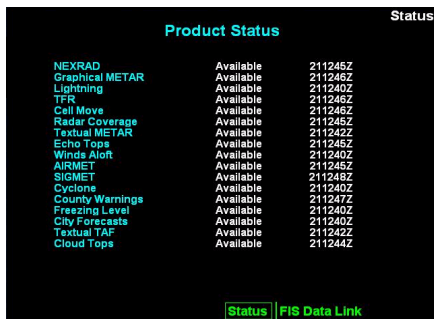 Status
Product Status
NEXRAD Available 211245Z
Graphical METAR Available 211246Z
Lightning Available 211240Z
TFR Available 211246Z
Cell Move Available 211246Z
Radar Coverage Available 211245Z
Textual METAR Available 211242Z
Echo Tops Available 211245Z
Winds Aloft Available 211240Z
AIRMET Available 211245Z
SIGMET Available 211248Z
Cyclone Available 211240Z
County Warnings Available 211247Z
Freezing Level Available 211240Z
City Forecasts Available 211240Z
Textual TAF Available 211242Z
Cloud Tops Available 211244Z
Status FIS Data Link